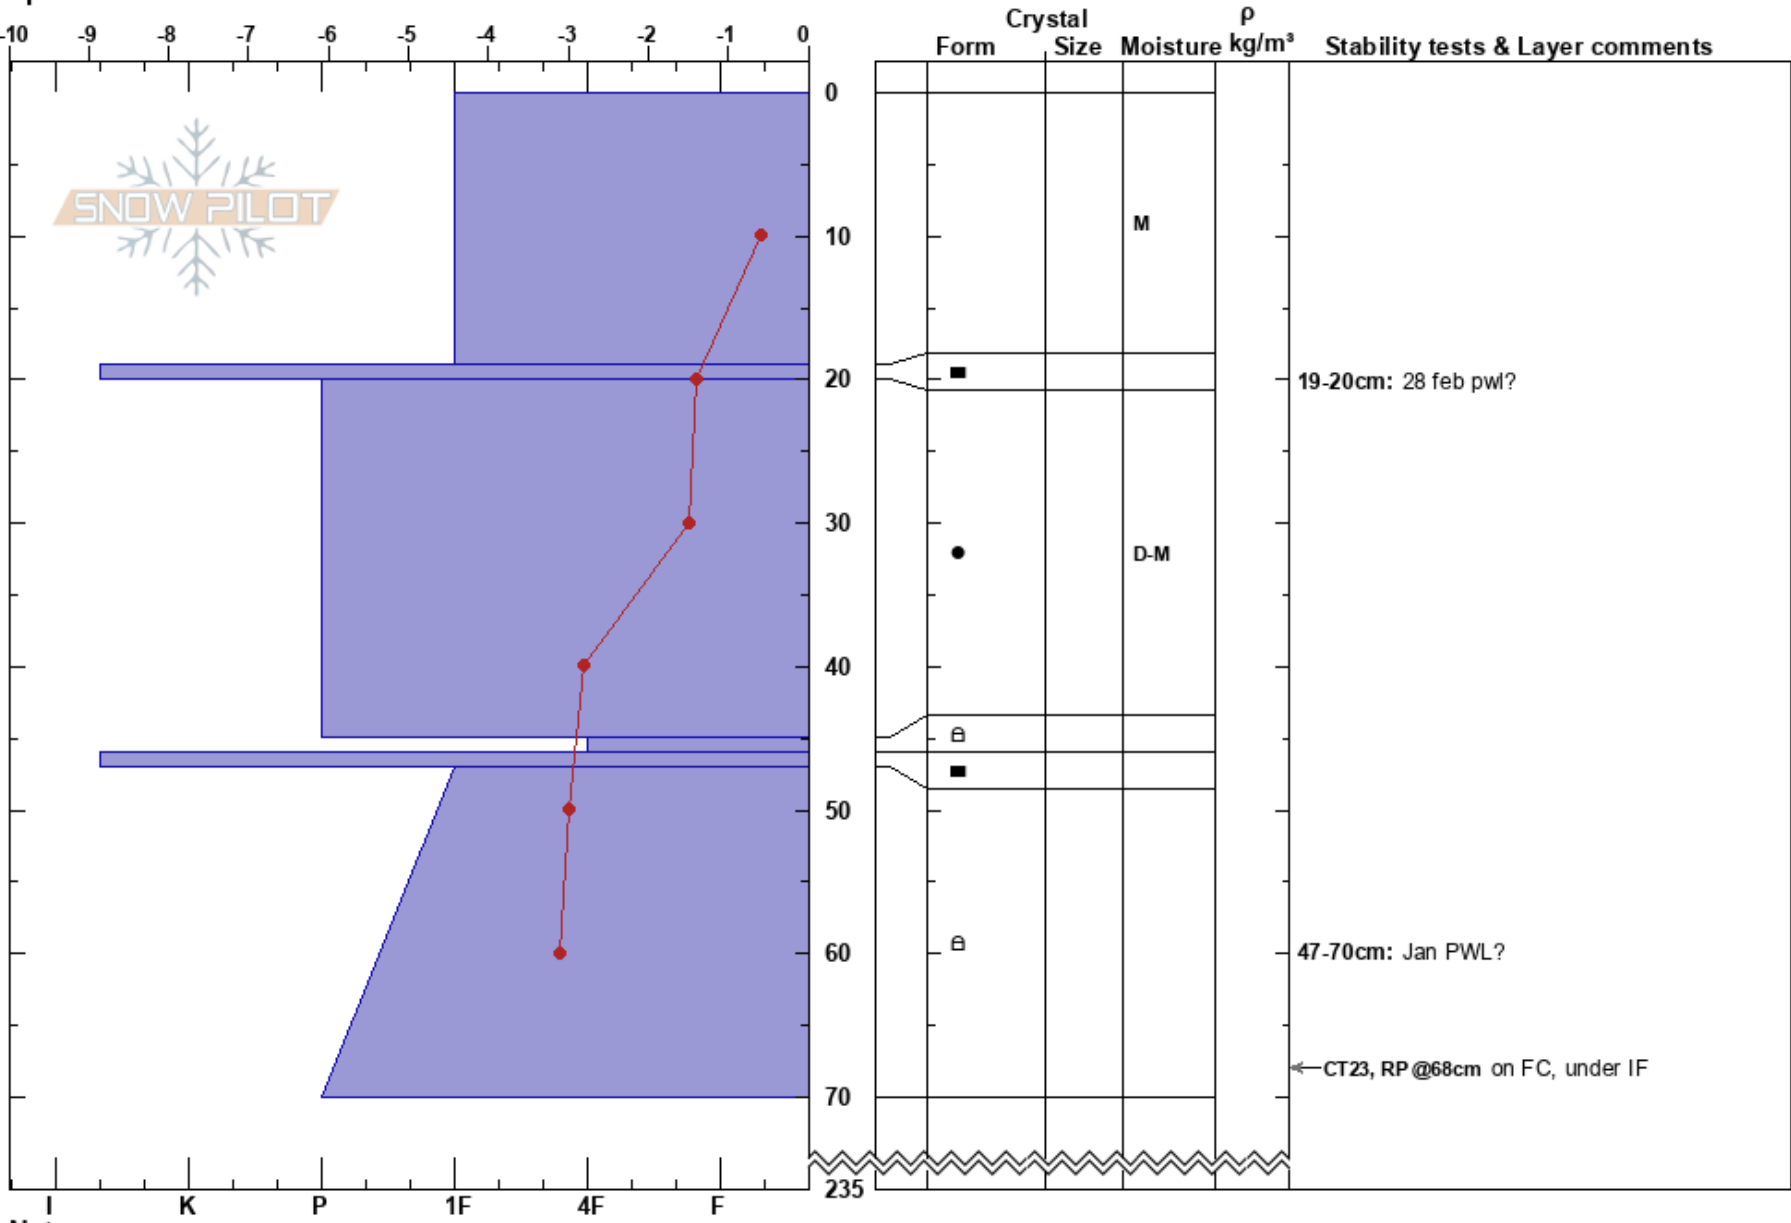 Crystal ρ
-10 -9 -8 -7 -6 -5 -4 -3 -2 -1 0
Form Size Moisture kg/m³ Stability tests & Layer comments
0
SNOW PILOT
M
10
20
19-20cm: 28 feb pwl?
30
D-M
40
50
60
47-70cm: Jan PWL?
CT23, RP@68cm on FC, under IF
70
235
I K P 1F 4F F